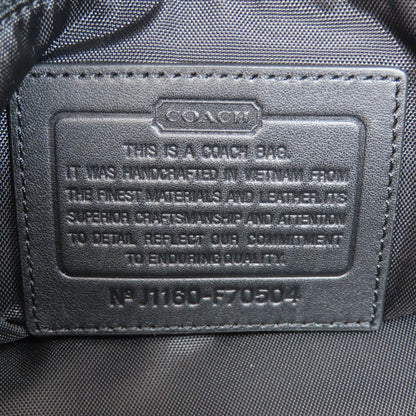 COACH
THIS IS A COACH BAG.
IT WAS HANDCRAFTED IN VIETNAM FROM
THE FINEST MATERIALS AND LEATHER.ITS
SUPERIOR CRAFTSMANSHIP AND ATTENTION
TO DETAIL REFLECT OUR COMMITMENT
TO ENDURING QUALITY.
Nº J1160-F70504